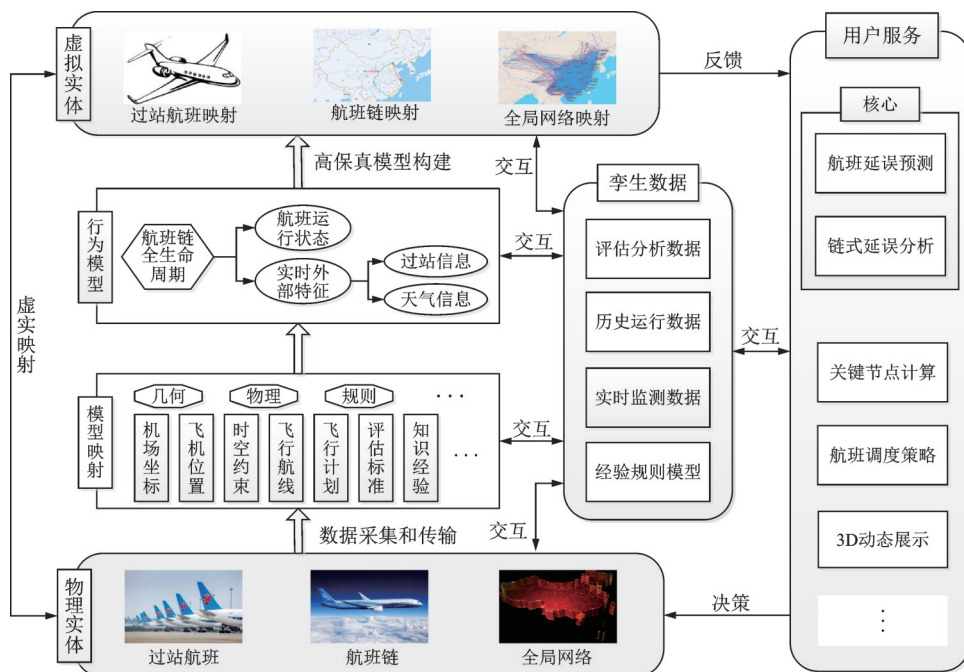 虚拟实体
过站航班映射
航班链映射
全局网络映射
反馈
用户服务
核心
航班延误预测
链式延误分析
关键节点计算
航班调度策略
3D动态展示
⋮
虚实映射
高保真模型构建
交互
行为模型
航班链
全生命
周期
航班运
行状态
实时外
部特征
过站信息
天气信息
交互
孪生数据
评估分析数据
历史运行数据
实时监测数据
经验规则模型
交互
模型映射
几何
物理
规则
···
机场坐标
飞机位置
时空约束
飞行航线
飞行计划
评估标准
知识经验
···
交互
数据采集和传输
交互
物理实体
过站航班
航班链
全局网络
决策